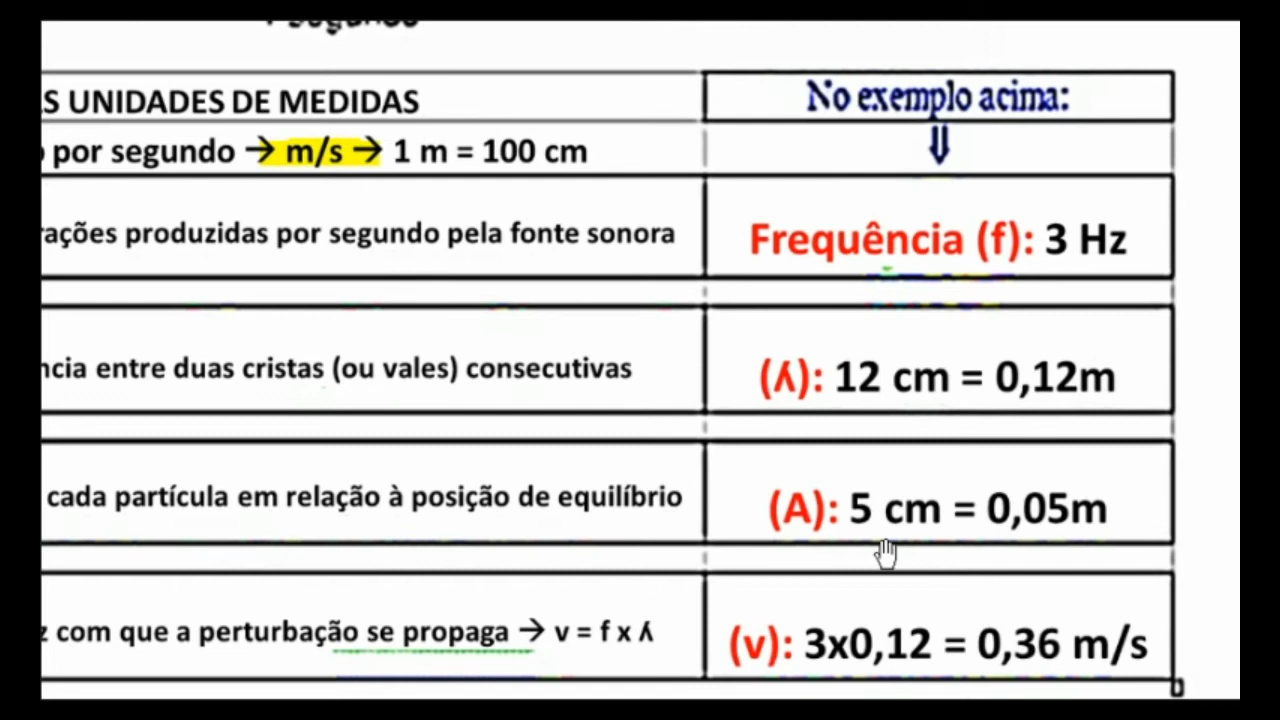 segundo
S UNIDADES DE MEDIDAS
No exemplo acima:
por segundo → m/s → 1 m = 100 cm
⇓
rações produzidas por segundo pela fonte sonora
Frequência (f): 3 Hz
ncia entre duas cristas (ou vales) consecutivas
(ʎ): 12 cm = 0,12m
cada partícula em relação à posição de equilíbrio
(A): 5 cm = 0,05m
z com que a perturbação se propaga → v = f x ʎ
(v): 3x0,12 = 0,36 m/s